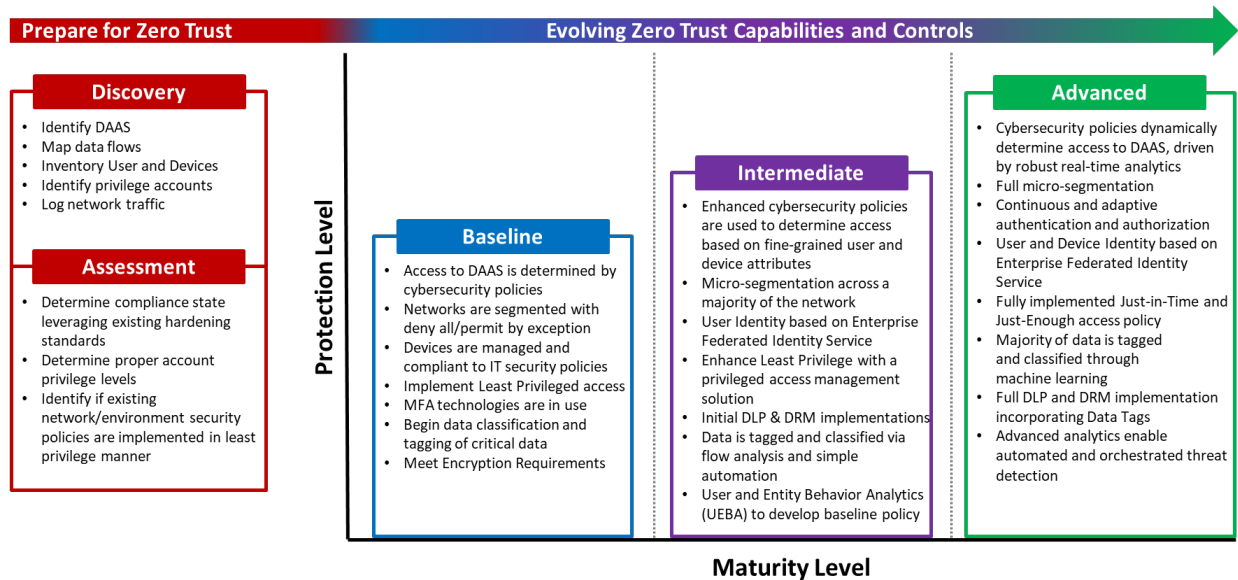 Prepare for Zero Trust
Evolving Zero Trust Capabilities and Controls
Discovery
• Identify DAAS
• Map data flows
• Inventory User and Devices
• Identify privilege accounts
• Log network traffic
Assessment
• Determine compliance state
leveraging existing hardening
standards
• Determine proper account
privilege levels
• Identify if existing
network/environment security
policies are implemented in least
privilege manner
Protection Level
Baseline
• Access to DAAS is determined by
cybersecurity policies
• Networks are segmented with
deny all/permit by exception
• Devices are managed and
compliant to IT security policies
• Implement Least Privileged access
• MFA technologies are in use
• Begin data classification and
tagging of critical data
• Meet Encryption Requirements
Intermediate
• Enhanced cybersecurity policies
are used to determine access
based on fine-grained user and
device attributes
• Micro-segmentation across a
majority of the network
• User Identity based on Enterprise
Federated Identity Service
• Enhance Least Privilege with a
privileged access management
solution
• Initial DLP & DRM implementations
• Data is tagged and classified via
flow analysis and simple
automation
• User and Entity Behavior Analytics
(UEBA) to develop baseline policy
Advanced
• Cybersecurity policies dynamically
determine access to DAAS, driven
by robust real-time analytics
• Full micro-segmentation
• Continuous and adaptive
authentication and authorization
• User and Device Identity based on
Enterprise Federated Identity
Service
• Fully implemented Just-in-Time and
Just-Enough access policy
• Majority of data is tagged
and classified through
machine learning
• Full DLP and DRM implementation
incorporating Data Tags
• Advanced analytics enable
automated and orchestrated threat
detection
Maturity Level